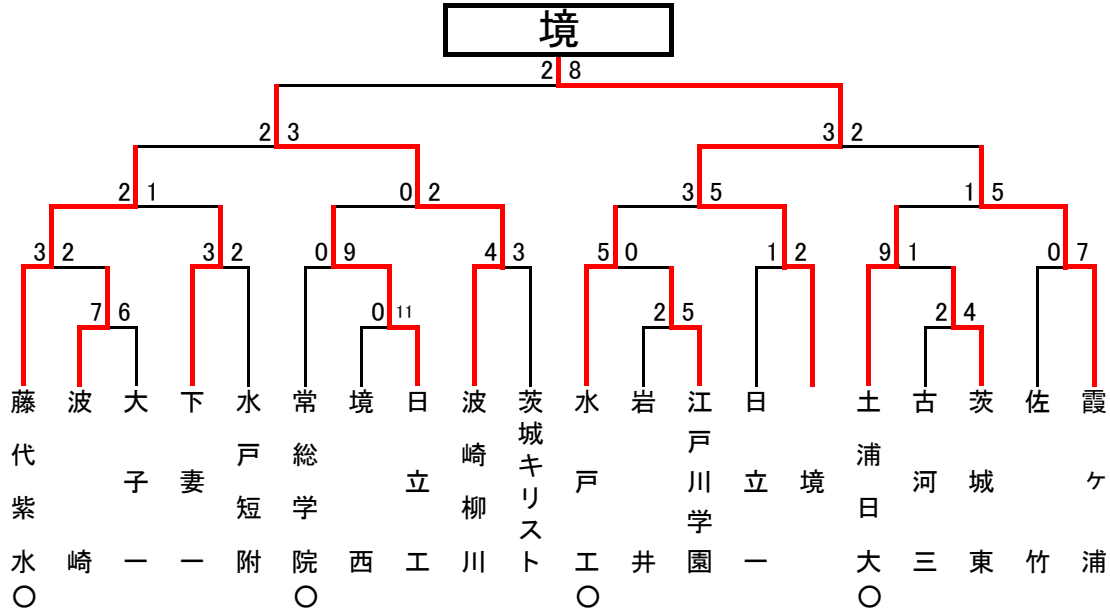 境
2 8
2 3
3 2
2 1
0 2
3 5
1 5
3 2
3 2
0 9
4 3
5 0
1 2
9 1
0 7
7 6
0 11
2 5
2 4
藤代紫水
波崎
大子一
下妻一
水戸短附
常総学院
境西
日立工
波崎柳川
茨城キリスト
水戸工
岩井
江戸川学園
日立一
境
土浦日大
古河三
茨城東
佐竹
霞ヶ浦
○
○
○
○